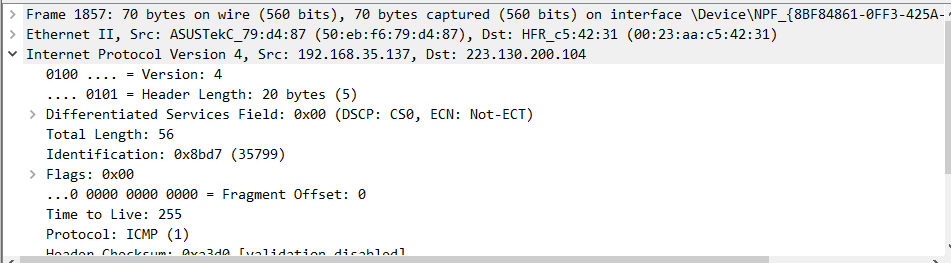 Frame 1857: 70 bytes on wire (560 bits), 70 bytes captured (560 bits) on interface \Device\NPF_{8BF84861-0FF3-425A-
Ethernet II, Src: ASUSTekC_79:d4:87 (50:eb:f6:79:d4:87), Dst: HFR_c5:42:31 (00:23:aa:c5:42:31)
Internet Protocol Version 4, Src: 192.168.35.137, Dst: 223.130.200.104
0100 .... = Version: 4
.... 0101 = Header Length: 20 bytes (5)
Differentiated Services Field: 0x00 (DSCP: CS0, ECN: Not-ECT)
Total Length: 56
Identification: 0x8bd7 (35799)
Flags: 0x00
...0 0000 0000 0000 = Fragment Offset: 0
Time to Live: 255
Protocol: ICMP (1)
Header Checksum: 0xa3d0 [validation disabled]